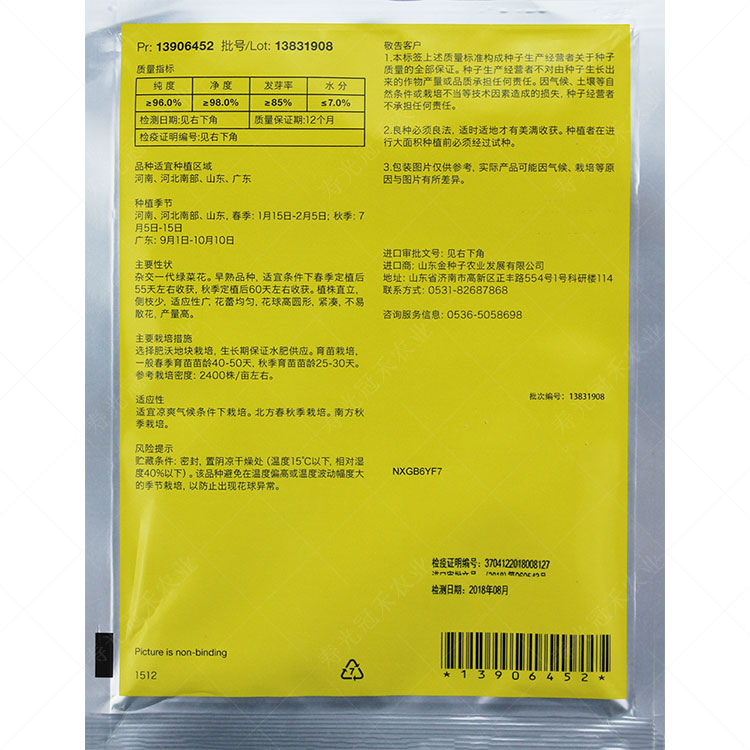 Pr: 13906452 批号/Lot: 13831908
质量指标
纯度 净度 发芽率 水分
≥96.0% ≥98.0% ≥85% ≤7.0%
检测日期:见右下角 质量保证期:12个月
检疫证明编号:见右下角
品种适宜种植区域
河南、河北南部、山东、广东
种植季节
河南、河北南部、山东, 春季: 1月15日-2月5日; 秋季: 7
月5日-15日
广东: 9月1日-10月10日
主要性状
杂交一代绿菜花。早熟品种, 适宜条件下春季定植后
55天左右收获, 秋季定植后60天左右收获。植株直立,
侧枝少, 适应性广 花蕾均匀, 花球高圆形, 紧凑, 不易
散花, 产量高。
主要栽培措施
选择肥沃地块栽培, 生长期保证水肥供应。育苗栽培,
一般春季育苗苗龄40-50天, 秋季育苗苗龄25-30天。
参考栽培密度: 2400株/亩左右。
适应性
适宜凉爽气候条件下栽培。北方春秋季栽培。南方秋
季栽培。
风险提示
贮藏条件: 密封, 置阴凉干燥处 (温度15℃以下, 相对湿
度40%以下) 。该品种避免在温度偏高或温度波动幅度大
的季节栽培, 以防止出现花球异常。
Picture is non-binding
1512
敬告客户
1.本标签上述质量标准构成种子生产经营者关于种子
质量的全部保证。种子生产经营者不对由种子生长出
来的作物产量或品质承担任何责任。因气候、土壤等自
然条件或栽培不当等技术因素造成的损失, 种子经营者
不承担任何责任。
2.良种必须良法, 适时适地才有美满收获。种植者在进
行大面积种植前必须经过试种。
3.包装图片仅供参考, 实际产品可能因气候、栽培等原
因与图片有所差异。
进口审批文号: 见右下角
进口商: 山东金种子农业发展有限公司
地址: 山东省济南市高新区正丰路554号1号科研楼114
联系方式: 0531-82687868
咨询服务信息: 0536-5058698
批次编号: 13831908
NXGB6YF7
检疫证明编号: 3704122018008127
检测日期: 2018年08月
*13906452*
7
寿光冠禾农业